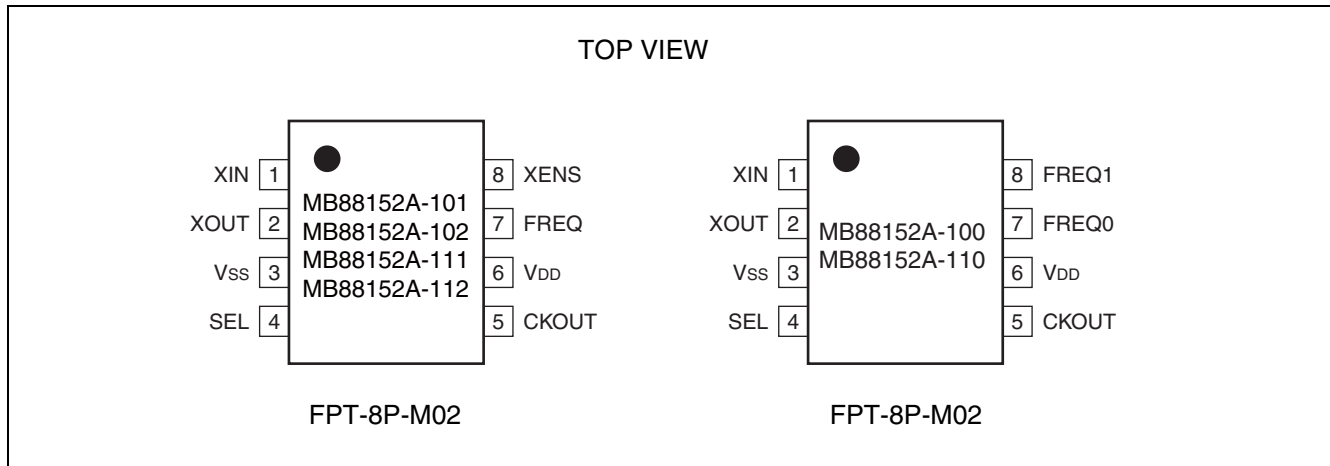 TOP VIEW
XIN 1
XOUT 2
VSS 3
SEL 4
MB88152A-101
MB88152A-102
MB88152A-111
MB88152A-112
8 XENS
7 FREQ
6 VDD
5 CKOUT
FPT-8P-M02
XIN 1
XOUT 2
VSS 3
SEL 4
MB88152A-100
MB88152A-110
8 FREQ1
7 FREQ0
6 VDD
5 CKOUT
FPT-8P-M02